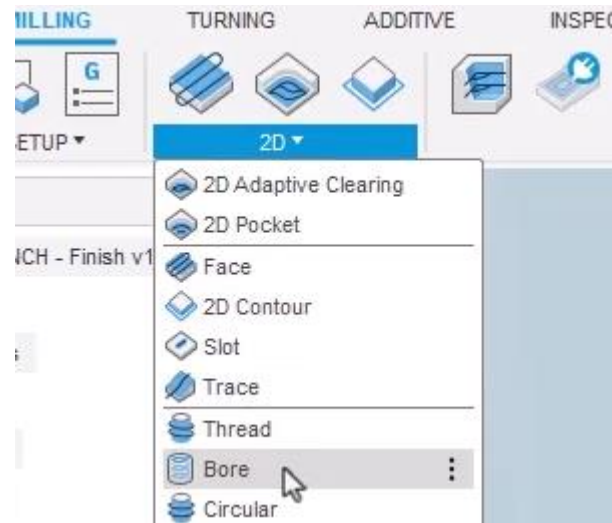 MILLING TURNING ADDITIVE INSPEC
G
SETUP 2D
2D Adaptive Clearing
2D Pocket
NCH - Finish v1
Face
2D Contour
Slot
Trace
Thread
Bore
Circular